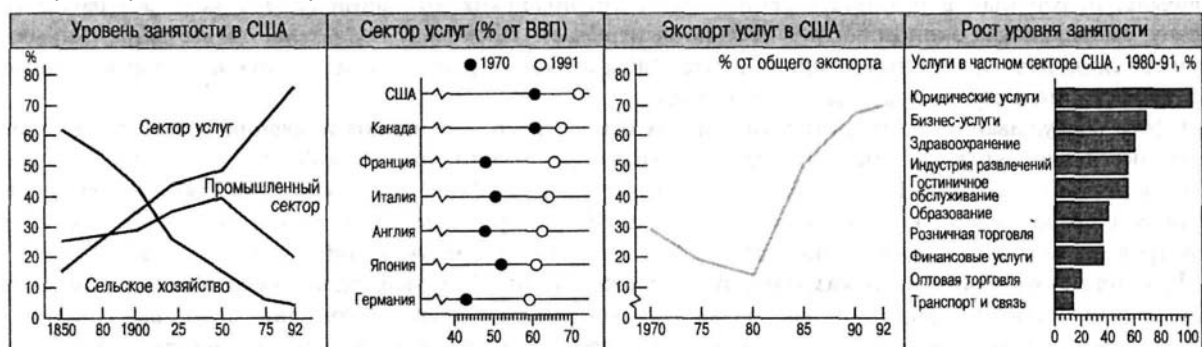 Уровень занятости в США
%
80
70
60
50
40
30
20
10
0
Сектор услуг
Промышленный
сектор
Сельское хозяйство
1850 80 1900 25 50 75 92
Сектор услуг (% от ВВП)
1970 1991
США
Канада
Франция
Италия
Англия
Япония
Германия
40 50 60 70
Экспорт услуг в США
% от общего экспорта
80
70
60
50
40
30
20
10
0
1970 75 80 85 90 92
Рост уровня занятости
Услуги в частном секторе США , 1980-91, %
Юридические услуги
Бизнес-услуги
Здравоохранение
Индустрия развлечений
Гостиничное
обслуживание
Образование
Розничная торговля
Финансовые услуги
Оптовая торговля
Транспорт и связь
0 20 40 60 80 100